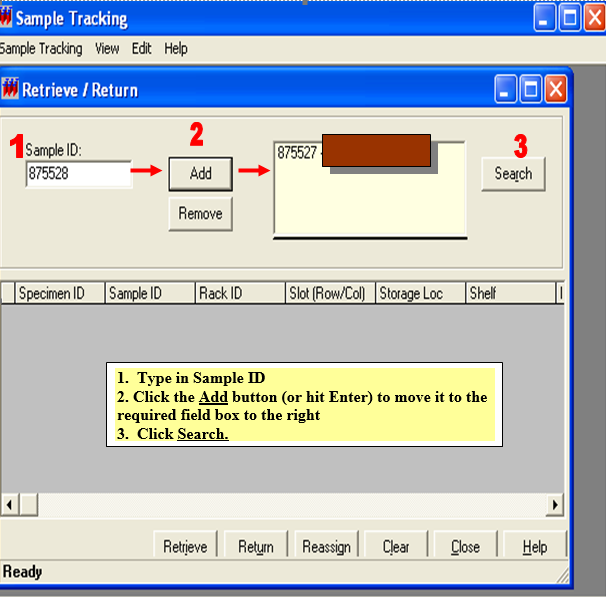 Sample Tracking
Sample Tracking View Edit Help
Retrieve / Return
1 2 3
Sample ID:
875528
Add
Remove
875527 -
Search
Specimen ID Sample ID Rack ID Slot (Row/Col) Storage Loc Shelf
1. Type in Sample ID
2. Click the Add button (or hit Enter) to move it to the
required field box to the right
3. Click Search.
Retrieve Return Reassign Clear Close Help
Ready